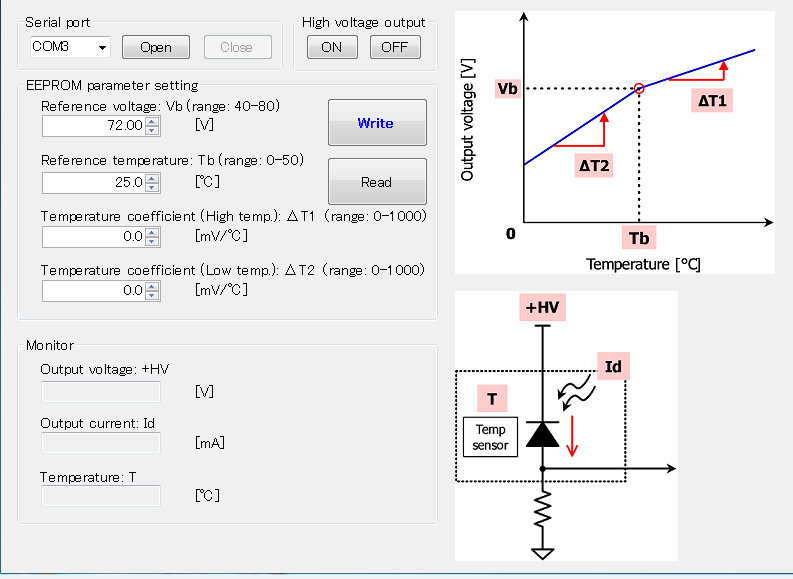 Serial port
COM3
Open
Close
High voltage output
ON
OFF
EEPROM parameter setting
Reference voltage: Vb (range: 40-80)
72.00
[V]
Write
Reference temperature: Tb (range: 0-50)
25.0
[℃]
Read
Temperature coefficient (High temp.): ΔT1 (range: 0-1000)
0.0
[mV/℃]
Temperature coefficient (Low temp.): ΔT2 (range: 0-1000)
0.0
[mV/℃]
Monitor
Output voltage: +HV
[V]
Output current: Id
[mA]
Temperature: T
[℃]
Output voltage [V]
Vb
ΔT1
ΔT2
0
Tb
Temperature [°C]
+HV
Id
T
Temp
sensor